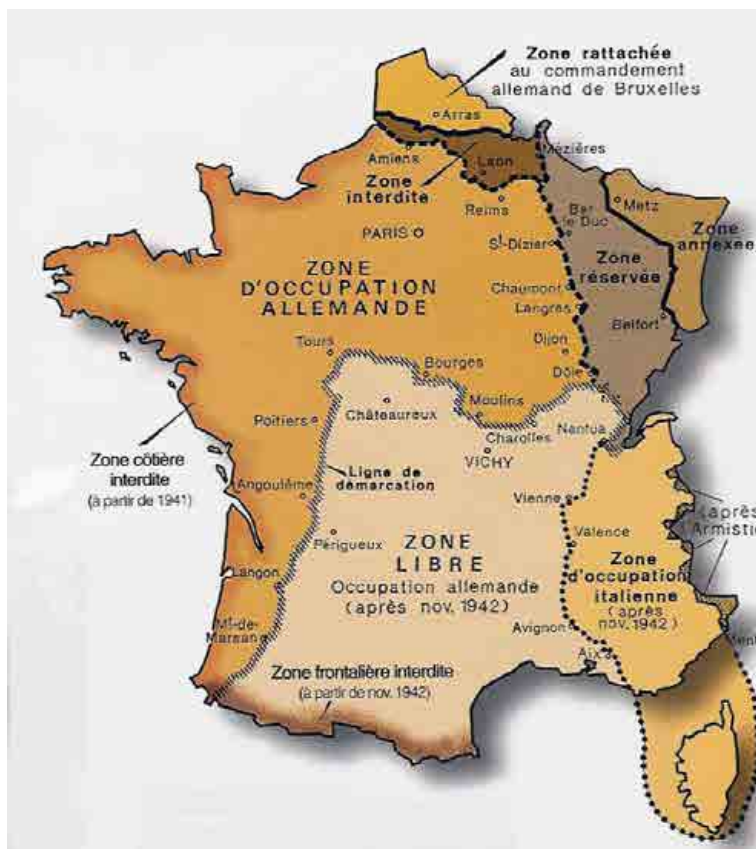 Zone rattachée
au commandement
allemand de Bruxelles
Arras
Amiens
Laon
Mézières
Zone
interdite
Reims
Bar
le Duc
Metz
Zone
annexée
PARIS
St-Dizier
Zone
réservée
ZONE
D'OCCUPATION
ALLEMANDE
Chaumont
Langres
Belfort
Dijon
Tours
Bourges
Dôle
Moulins
Châteaureux
Poitiers
Charolles
Nantua
VICHY
Zone côtière
interdite
(à partir de 1941)
Ligne de
démarcation
Angoulême
Vienne
(après
Périgueux
ZONE
LIBRE
Occupation allemande
(après nov. 1942)
Valence
Zone
d'occupation
italienne
(après
nov. 1942)
Langon
Mt-de-
Marsan
Avignon
Aix
Zone frontalière interdite
(à partir de nov. 1942)